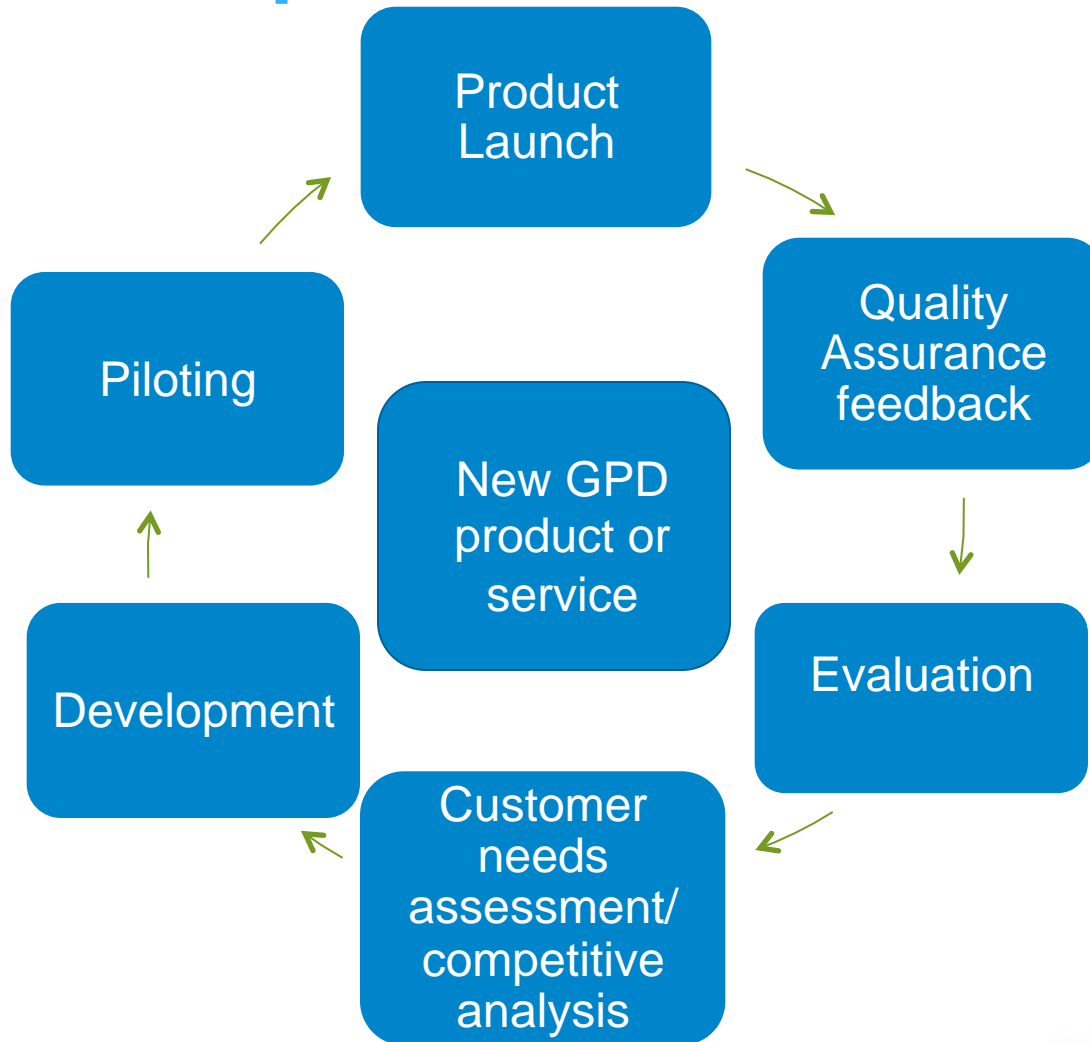 Product
Launch
Quality
Assurance
feedback
Piloting
New GPD
product or
service
Evaluation
Development
Customer
needs
assessment/
competitive
analysis